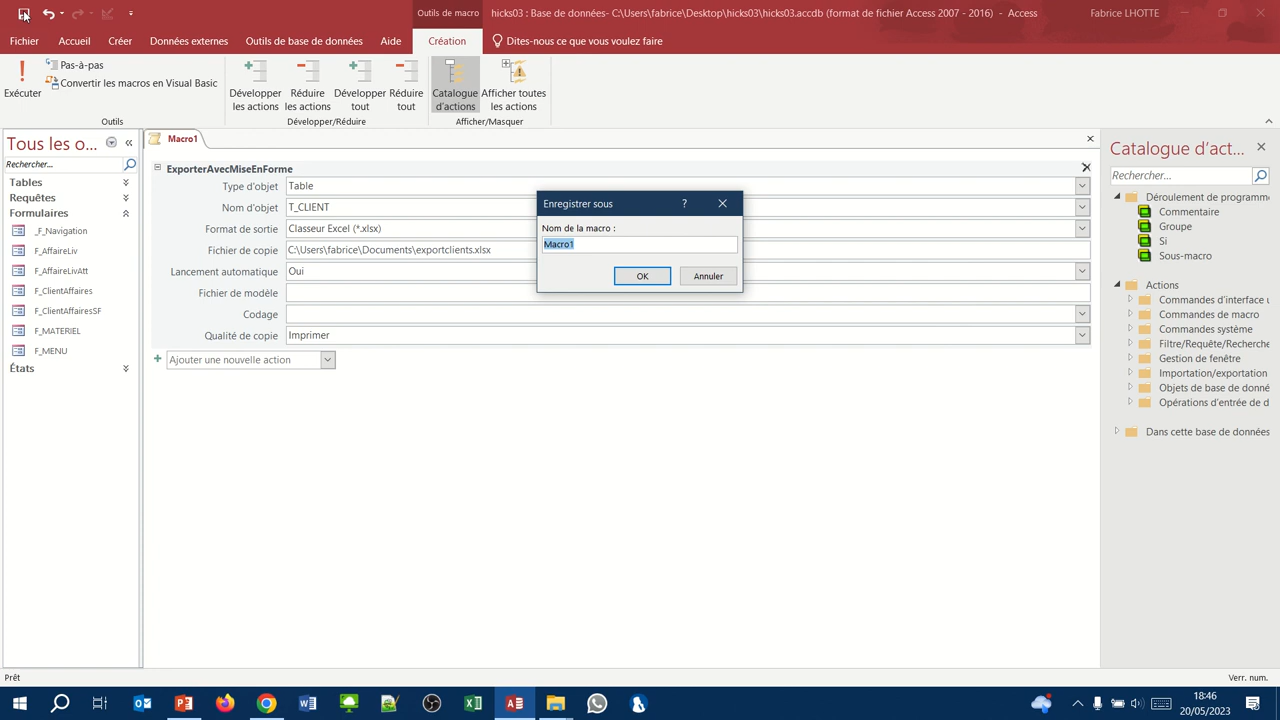 Outils de macro
hicks03 : Base de données- C:\Users\fabrice\Desktop\hicks03\hicks03.accdb (format de fichier Access 2007 - 2016) - Access
Fabrice LHOTTE
Fichier
Accueil
Créer
Données externes
Outils de base de données
Aide
Création
Dites-nous ce que vous voulez faire
Exécuter
Pas-à-pas
Convertir les macros en Visual Basic
Outils
Développer les actions
Réduire les actions
Développer tout
Réduire tout
Développer/Réduire
Catalogue d'actions
Afficher toutes les actions
Afficher/Masquer
Tous les o...
Rechercher...
Tables
Requêtes
Formulaires
_F_Navigation
F_AffaireLiv
F_AffaireLivAtt
F_ClientAffaires
F_ClientAffairesSF
F_MATERIEL
F_MENU
États
Macro1
ExporterAvecMiseEnForme
Type d'objet Table
Nom d'objet T_CLIENT
Format de sortie Classeur Excel (*.xlsx)
Fichier de copie C:\Users\fabrice\Documents\exportclients.xlsx
Lancement automatique Oui
Fichier de modèle
Codage
Qualité de copie Imprimer
Ajouter une nouvelle action
Enregistrer sous
?
Nom de la macro :
Macro1
OK
Annuler
Catalogue d'act...
Rechercher...
Déroulement de programme
Commentaire
Groupe
Si
Sous-macro
Actions
Commandes d'interface u
Commandes de macro
Commandes système
Filtre/Requête/Recherche
Gestion de fenêtre
Importation/exportation
Objets de base de donné
Opérations d'entrée de d
Dans cette base de données
Prêt
Verr. num.
18:46
20/05/2023